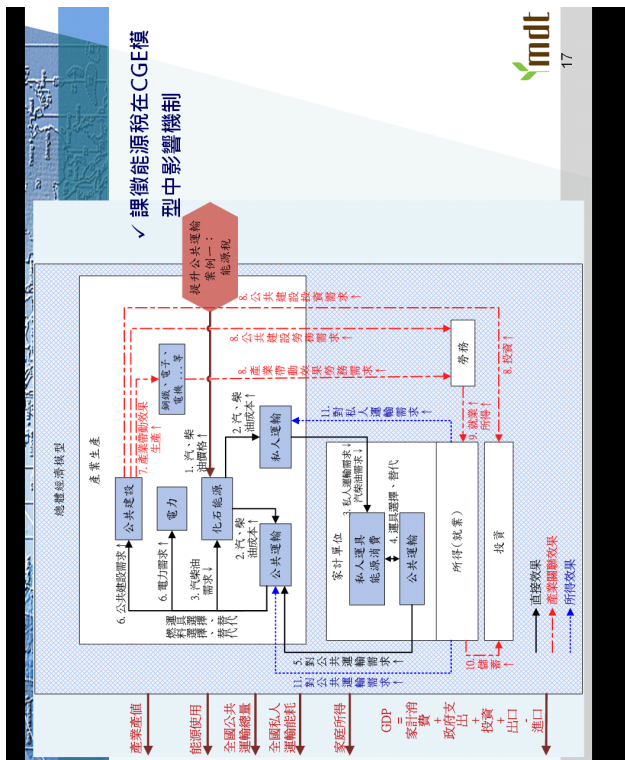 mdt
17
✓ 課徵能源稅在CGE模
型中影響機制
總體經濟模型
產業生產
提升公共運輸
案例一：
能源稅
公共建設
電力
化石能源
公共運輸
鋼鐵、電子、
電機…等
私人運輸
勞務
7. 產業帶動效果
生產↑
1. 汽、柴
油價格↑
2. 汽、柴
油成本↑
2. 汽、柴
油成本↑
6. 公共建設需求↑
6. 電力需求↑
3. 汽柴油
需求↓
燃料選擇、替代
運具選擇、替代
8. 公共建設投資需求↑
8. 公共建設勞務需求↑
8. 產業帶動效果勞務需求↑
8. 投資↑
9. 就業↑
所得↑
11. 對私人運輸需求↑
3. 私人運輸需求↓
汽柴油需求↓
4. 運具選擇、替代
家計單位
私人運具
能源消費
公共運輸
所得(就業)
投資
5. 對公共運輸需求↑
11. 對公共運輸需求↑
10. 儲蓄↑
直接效果
產業關聯效果
所得效果
產業產值
能源使用
全國公共
運輸總量
全國私人
運輸能耗
家庭所得
GDP
=
家計消
費
+
政府支
出
+
投資
+
出口
-
進口